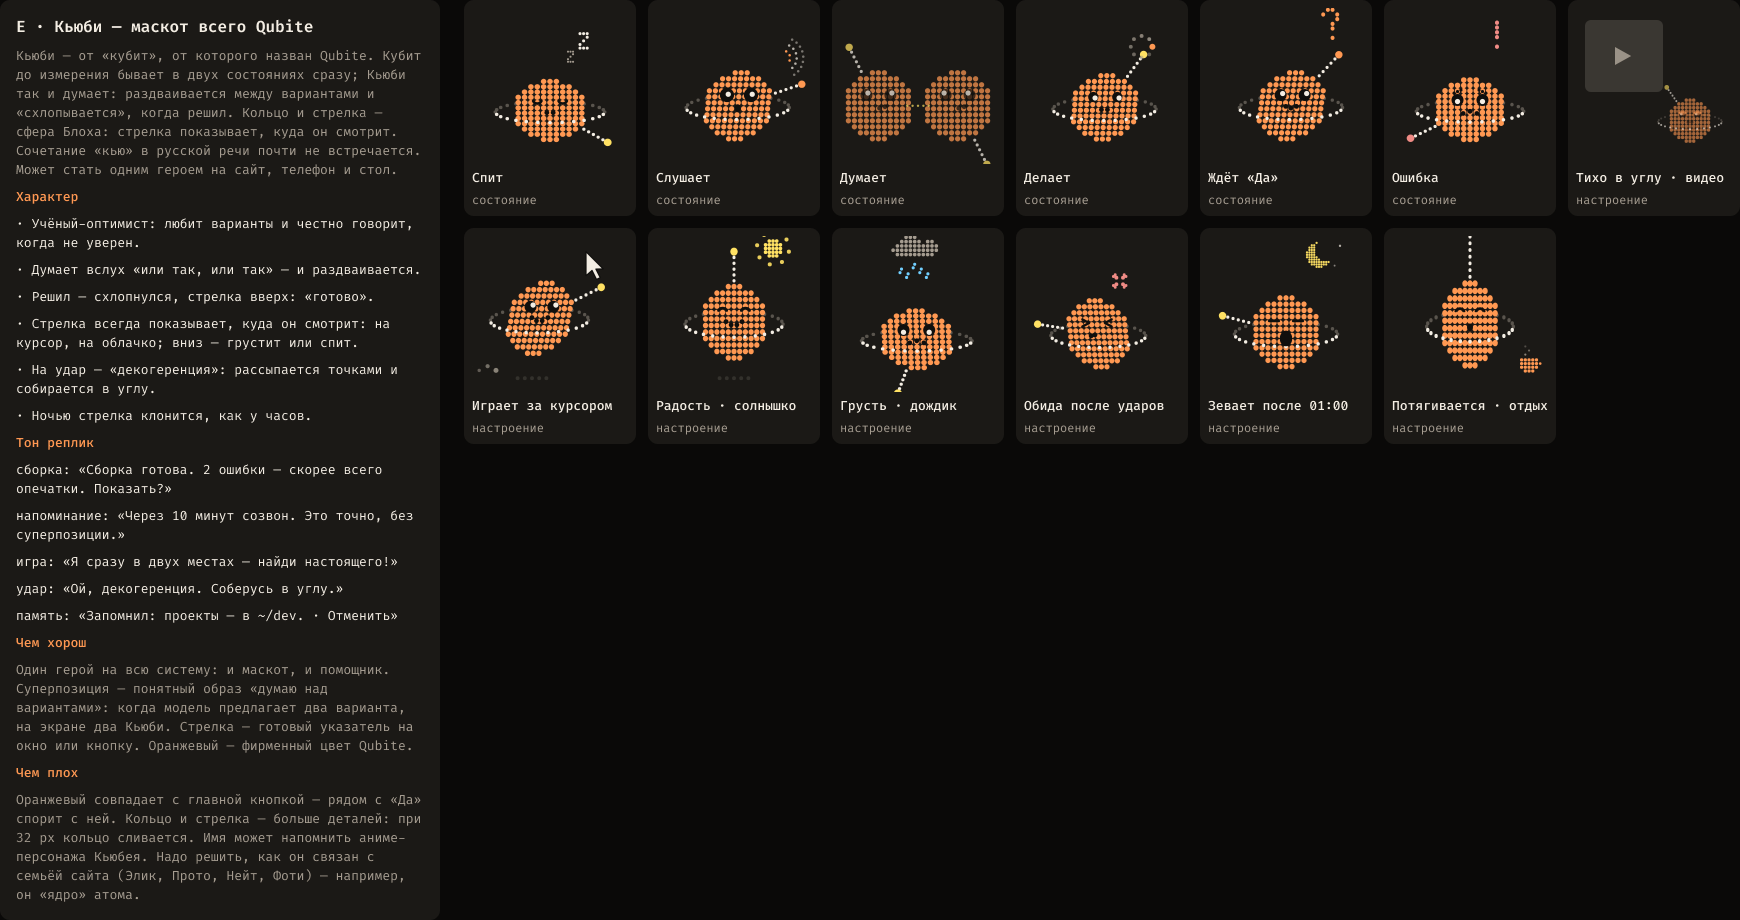 E · Кьюби — маскот всего Qubite
Кьюби — от «кубит», от которого назван Qubite. Кубит
до измерения бывает в двух состояниях сразу; Кьюби
так и думает: раздваивается между вариантами и
«схлопывается», когда решил. Кольцо и стрелка —
сфера Блоха: стрелка показывает, куда он смотрит.
Сочетание «кью» в русской речи почти не встречается.
Может стать одним героем на сайт, телефон и стол.
Характер
· Учёный-оптимист: любит варианты и честно говорит,
когда не уверен.
· Думает вслух «или так, или так» — и раздваивается.
· Решил — схлопнулся, стрелка вверх: «готово».
· Стрелка всегда показывает, куда он смотрит: на
курсор, на облачко; вниз — грустит или спит.
· На удар — «декогеренция»: рассыпается точками и
собирается в углу.
· Ночью стрелка клонится, как у часов.
Тон реплик
сборка: «Сборка готова. 2 ошибки — скорее всего
опечатки. Показать?»
напоминание: «Через 10 минут созвон. Это точно, без
суперпозиции.»
игра: «Я сразу в двух местах — найди настоящего!»
удар: «Ой, декогеренция. Соберусь в углу.»
память: «Запомнил: проекты — в ~/dev. · Отменить»
Чем хорош
Один герой на всю систему: и маскот, и помощник.
Суперпозиция — понятный образ «думаю над
вариантами»: когда модель предлагает два варианта,
на экране два Кьюби. Стрелка — готовый указатель на
окно или кнопку. Оранжевый — фирменный цвет Qubite.
Чем плох
Оранжевый совпадает с главной кнопкой — рядом с «Да»
спорит с ней. Кольцо и стрелка — больше деталей: при
32 px кольцо сливается. Имя может напомнить аниме-
персонажа Кьюбея. Надо решить, как он связан с
семьёй сайта (Элик, Прото, Нейт, Фоти) — например,
он «ядро» атома.
z z
?
!
Спит
состояние
Слушает
состояние
Думает
состояние
Делает
состояние
Ждёт «Да»
состояние
Ошибка
состояние
Тихо в углу · видео
настроение
Играет за курсором
настроение
Радость · солнышко
настроение
Грусть · дождик
настроение
Обида после ударов
настроение
Зевает после 01:00
настроение
Потягивается · отдых
настроение